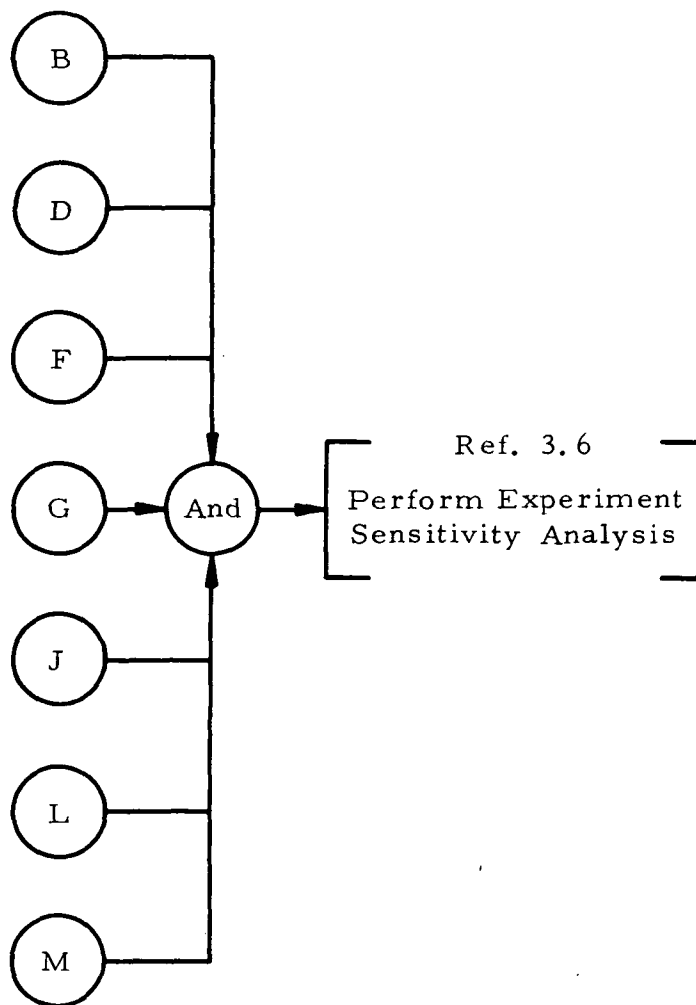 B
D
F
G
And
Ref. 3.6
Perform Experiment
Sensitivity Analysis
J
L
M